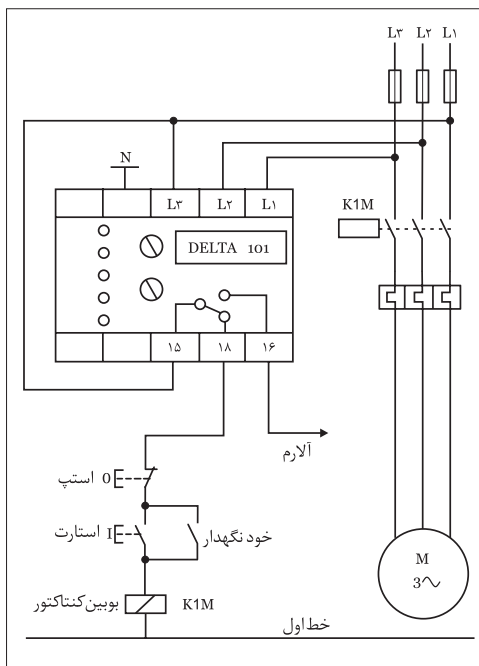 L۳ L۲ L۱
N
L۳ L۲ L۱
K1M
DELTA 101
۱۵ ۱۸ ۱۶
آلارم
0 استپ
I استارت
خود نگهدار
M
3~
بوبین کنتاکتور K1M
خط اول